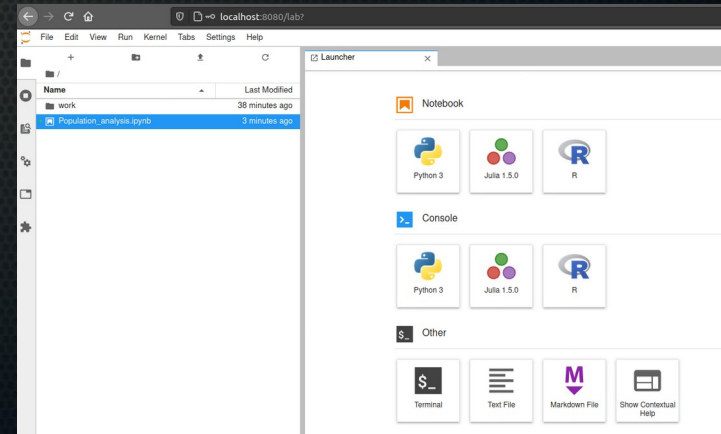 localhost:8080/lab?
File Edit View Run Kernel Tabs Settings Help
Launcher
/
Name Last Modified
work 38 minutes ago
Population_analysis.ipynb 3 minutes ago
Notebook
Python 3 Julia 1.5.0 R
Console
Python 3 Julia 1.5.0 R
$_ Other
$_ M
Terminal Text File Markdown File Show Contextual
Help